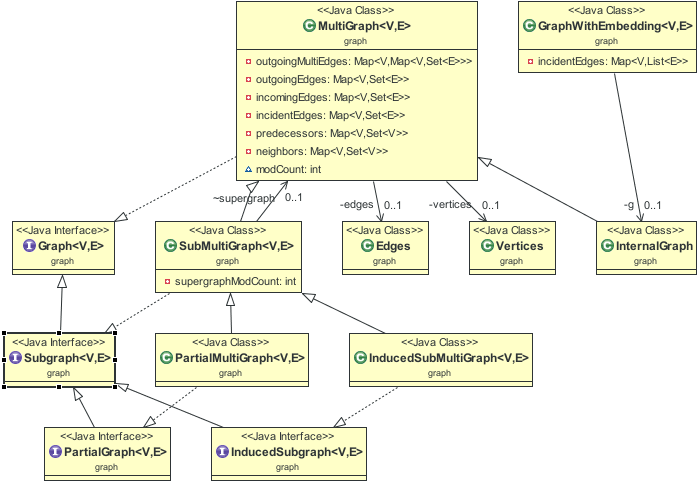 <<Java Class>>
MultiGraph<V,E>
graph
outgoingMultiEdges: Map<V,Map<V,Set<E>>>
outgoingEdges: Map<V,Set<E>>
incomingEdges: Map<V,Set<E>>
incidentEdges: Map<V,Set<E>>
predecessors: Map<V,Set<V>>
neighbors: Map<V,Set<V>>
modCount: int
<<Java Class>>
GraphWithEmbedding<V,E>
graph
incidentEdges: Map<V,List<E>>
~supergraph 0..1
-edges 0..1
-vertices 0..1
-g 0..1
<<Java Interface>>
Graph<V,E>
graph
<<Java Class>>
SubMultiGraph<V,E>
graph
supergraphModCount: int
<<Java Class>>
Edges
graph
<<Java Class>>
Vertices
graph
<<Java Class>>
InternalGraph
graph
<<Java Interface>>
Subgraph<V,E>
graph
<<Java Class>>
PartialMultiGraph<V,E>
graph
<<Java Class>>
InducedSubMultiGraph<V,E>
graph
<<Java Interface>>
PartialGraph<V,E>
graph
<<Java Interface>>
InducedSubgraph<V,E>
graph